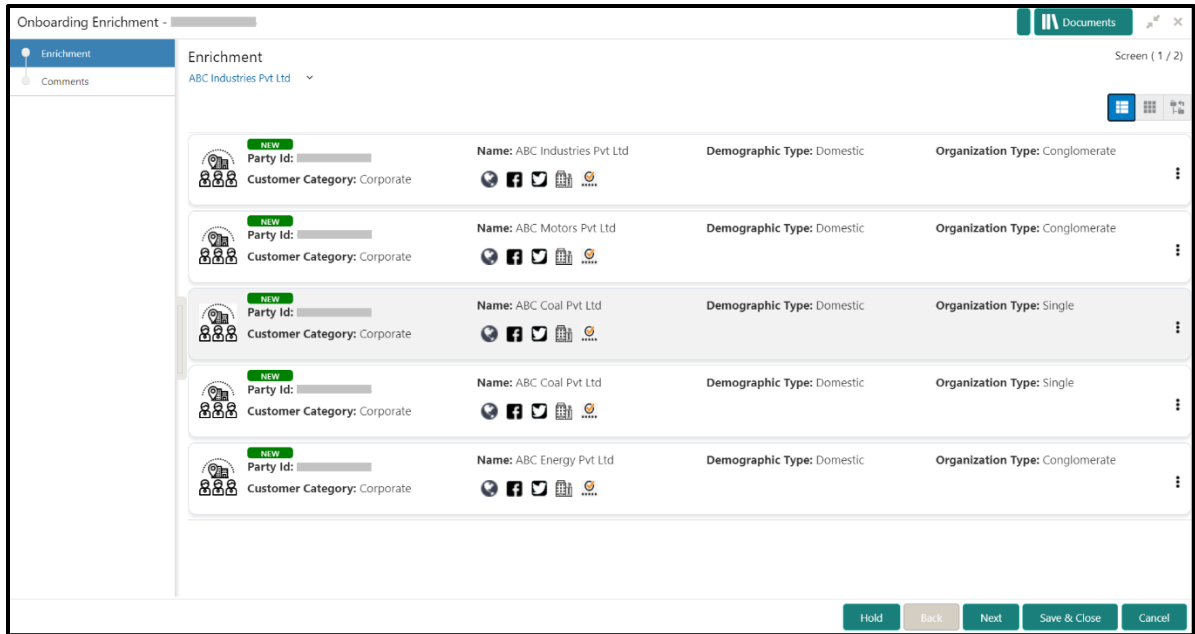 Onboarding Enrichment -
Documents
Enrichment
Comments
Enrichment
Screen ( 1 / 2)
ABC Industries Pvt Ltd
NEW
Party Id:
Name: ABC Industries Pvt Ltd
Demographic Type: Domestic
Organization Type: Conglomerate
Customer Category: Corporate
NEW
Party Id:
Name: ABC Motors Pvt Ltd
Demographic Type: Domestic
Organization Type: Conglomerate
Customer Category: Corporate
NEW
Party Id:
Name: ABC Coal Pvt Ltd
Demographic Type: Domestic
Organization Type: Single
Customer Category: Corporate
NEW
Party Id:
Name: ABC Coal Pvt Ltd
Demographic Type: Domestic
Organization Type: Single
Customer Category: Corporate
NEW
Party Id:
Name: ABC Energy Pvt Ltd
Demographic Type: Domestic
Organization Type: Conglomerate
Customer Category: Corporate
Hold
Back
Next
Save & Close
Cancel